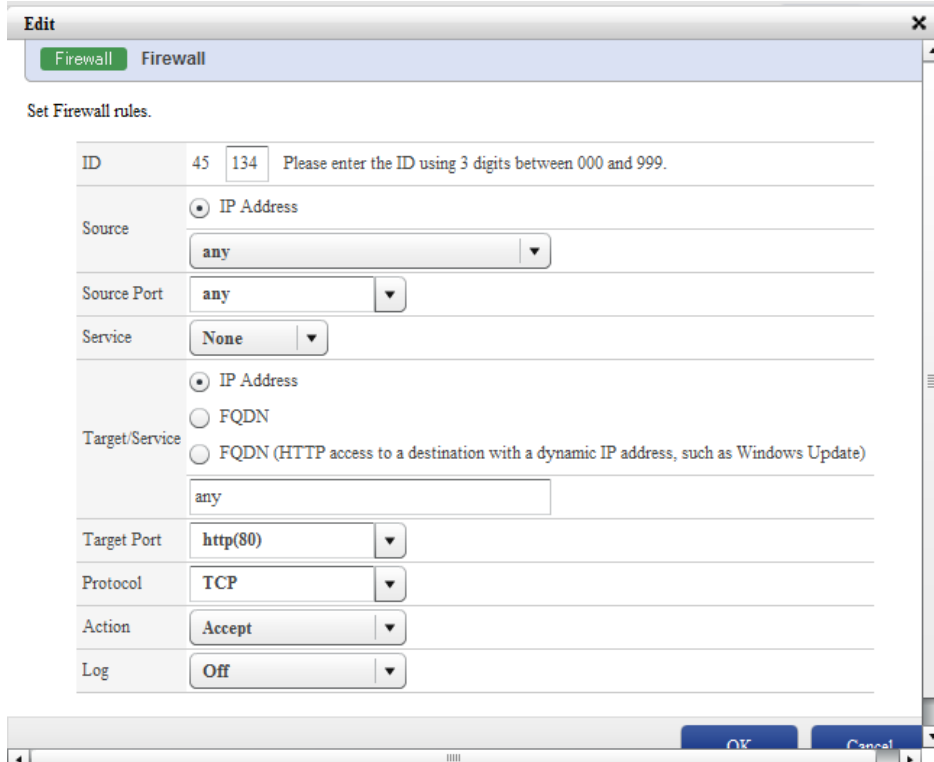 Edit
Firewall Firewall
Set Firewall rules.
ID 45 134 Please enter the ID using 3 digits between 000 and 999.
Source
IP Address
any
Source Port any
Service None
Target/Service
IP Address
FQDN
FQDN (HTTP access to a destination with a dynamic IP address, such as Windows Update)
any
Target Port http(80)
Protocol TCP
Action Accept
Log Off
OK Cancel